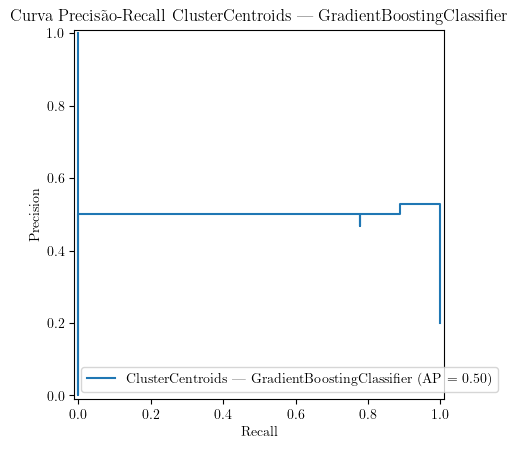 Curva Precisão-Recall ClusterCentroids — GradientBoostingClassifier
1.0
0.8
0.6
0.4
0.2
0.0
Precision
ClusterCentroids — GradientBoostingClassifier (AP = 0.50)
0.0 0.2 0.4 0.6 0.8 1.0
Recall